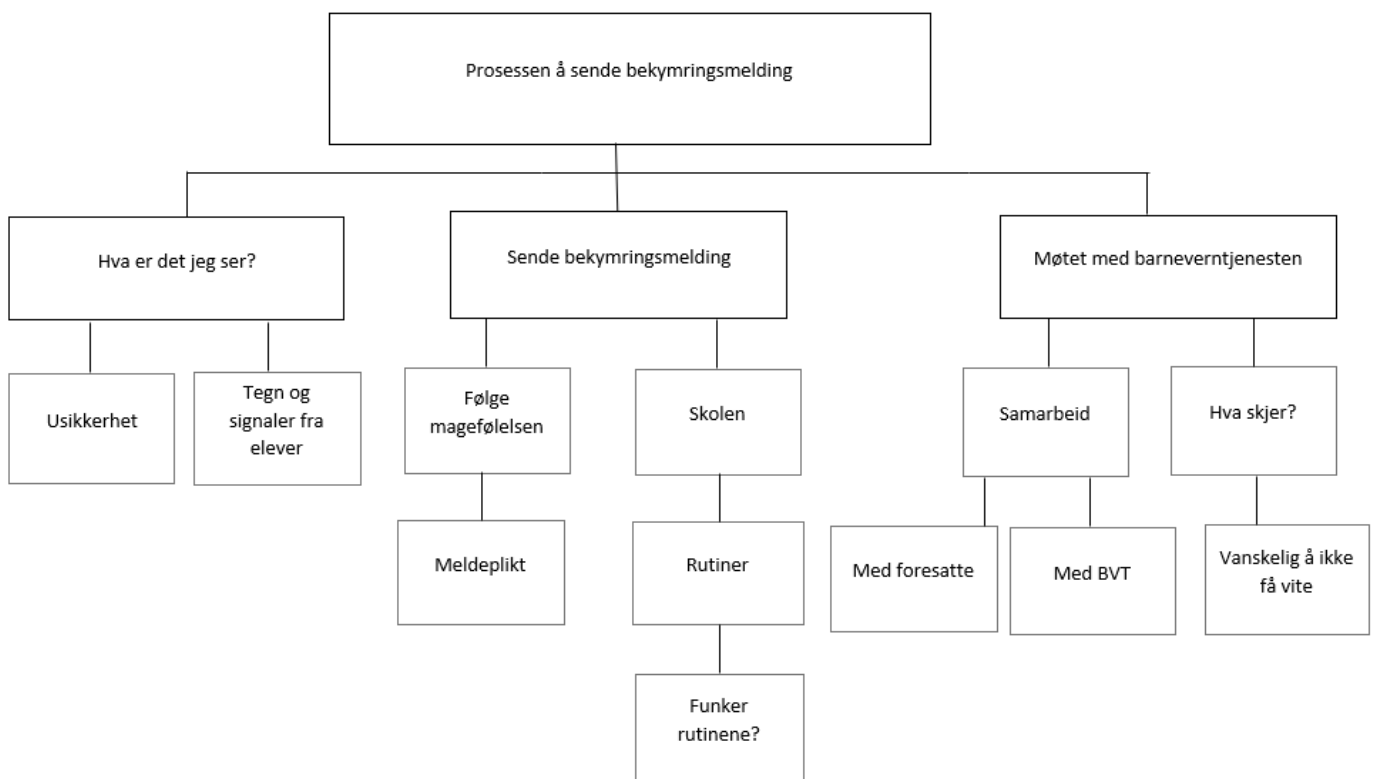 Prosessen å sende bekymringsmelding
Hva er det jeg ser?
Sende bekymringsmelding
Møtet med barneverntjenesten
Usikkerhet
Tegn og
signaler fra
elever
Følge
magefølelsen
Skolen
Samarbeid
Hva skjer?
Meldeplikt
Rutiner
Med foresatte
Med BVT
Vanskelig å ikke
få vite
Funker
rutinene?